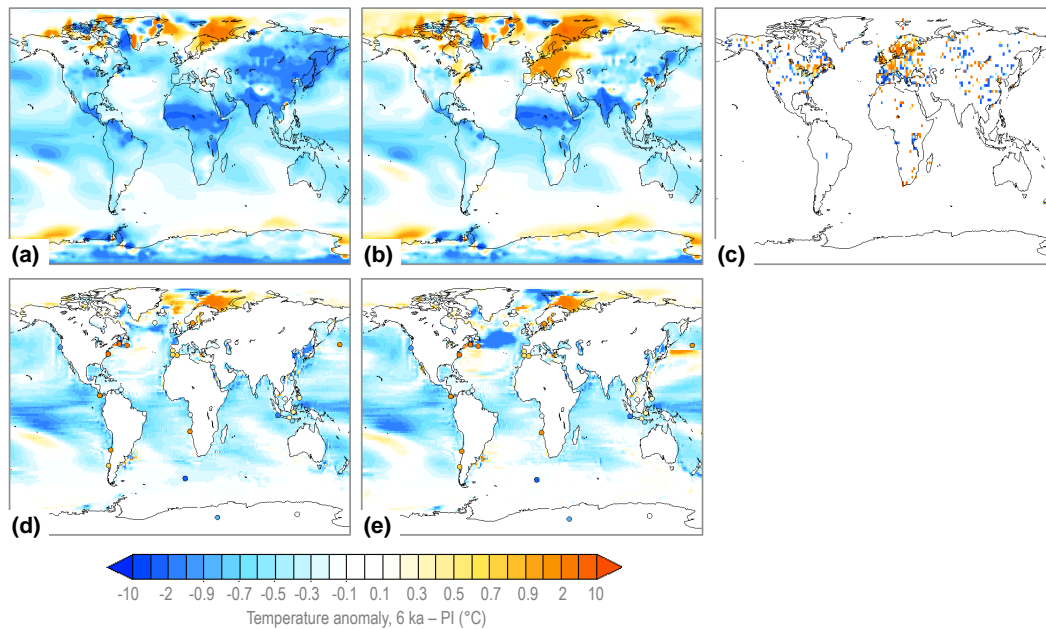 (a)
(b)
(c)
(d)
(e)
-10 -2 -0.9 -0.7 -0.5 -0.3 -0.1 0.1 0.3 0.5 0.7 0.9 2 10
Temperature anomaly, 6 ka – PI (°C)